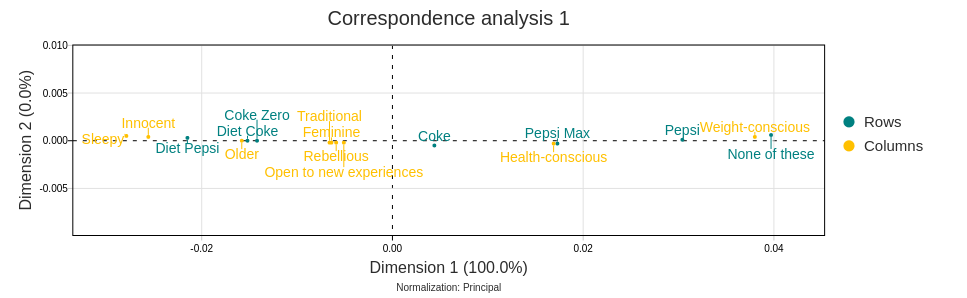 Correspondence analysis 1
Dimension 2 (0.0%)
0.010
0.005
0.000
-0.005
Coke Zero
Traditional
Innocent
Diet Coke
Feminine
Sleepy
Coke
Pepsi Max
Pepsi
Weight-conscious
Diet Pepsi
Older
Rebellious
Health-conscious
None of these
Open to new experiences
-0.02
0.00
0.02
0.04
Dimension 1 (100.0%)
Normalization: Principal
Rows
Columns